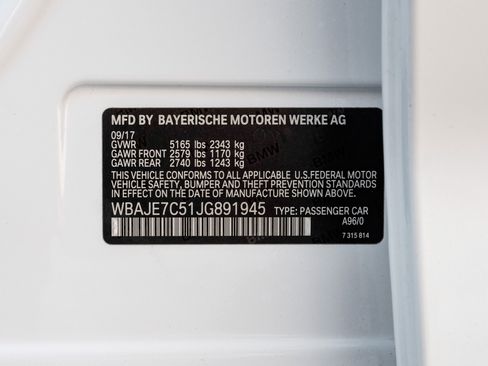 MFD BY BAYERISCHE MOTOREN WERKE AG
09/17
GVWR 5165 lbs 2343 kg
GAWR FRONT 2579 lbs 1170 kg
GAWR REAR 2740 lbs 1243 kg
THIS VEHICLE CONFORMS TO ALL APPLICABLE U.S.FEDERAL MOTOR
VEHICLE SAFETY, BUMPER, AND THEFT PREVENTION STANDARDS
IN EFFECT ON THE DATE OF MANUFACTURE SHOWN ABOVE.
WBAJE7C51JG891945 TYPE: PASSENGER CAR
A96/0
7 315 814